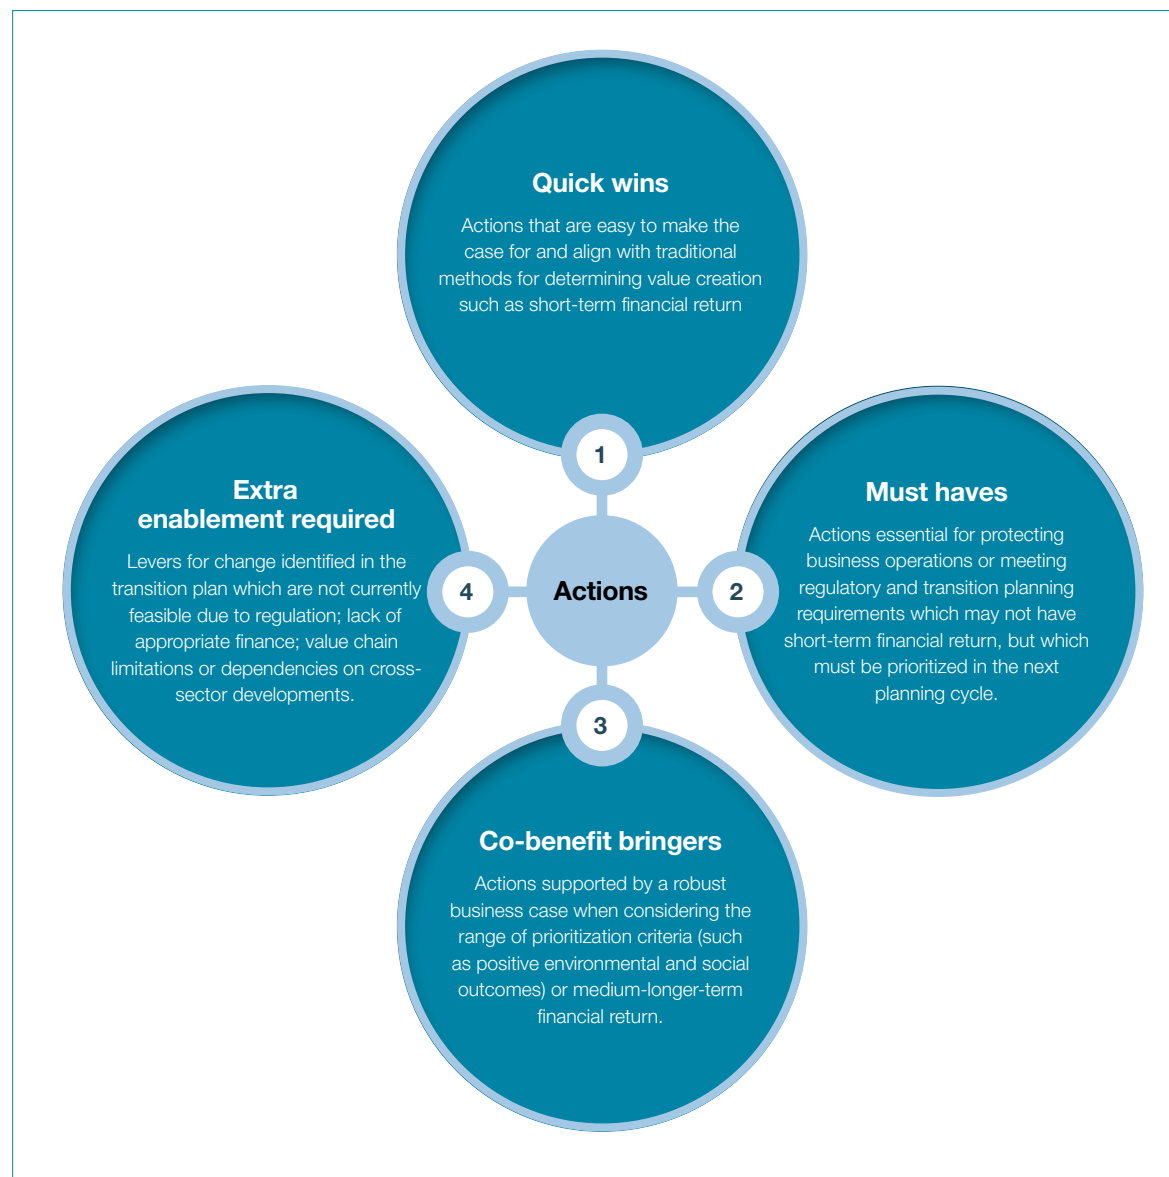 Quick wins
Actions that are easy to make the
case for and align with traditional
methods for determining value creation
such as short-term financial return
1
Extra
enablement required
Levers for change identified in the
transition plan which are not currently
feasible due to regulation; lack of
appropriate finance; value chain
limitations or dependencies on cross-
sector developments.
4
Actions
2
Must haves
Actions essential for protecting
business operations or meeting
regulatory and transition planning
requirements which may not have
short-term financial return, but which
must be prioritized in the next
planning cycle.
3
Co-benefit bringers
Actions supported by a robust
business case when considering the
range of prioritization criteria (such
as positive environmental and social
outcomes) or medium-longer-term
financial return.